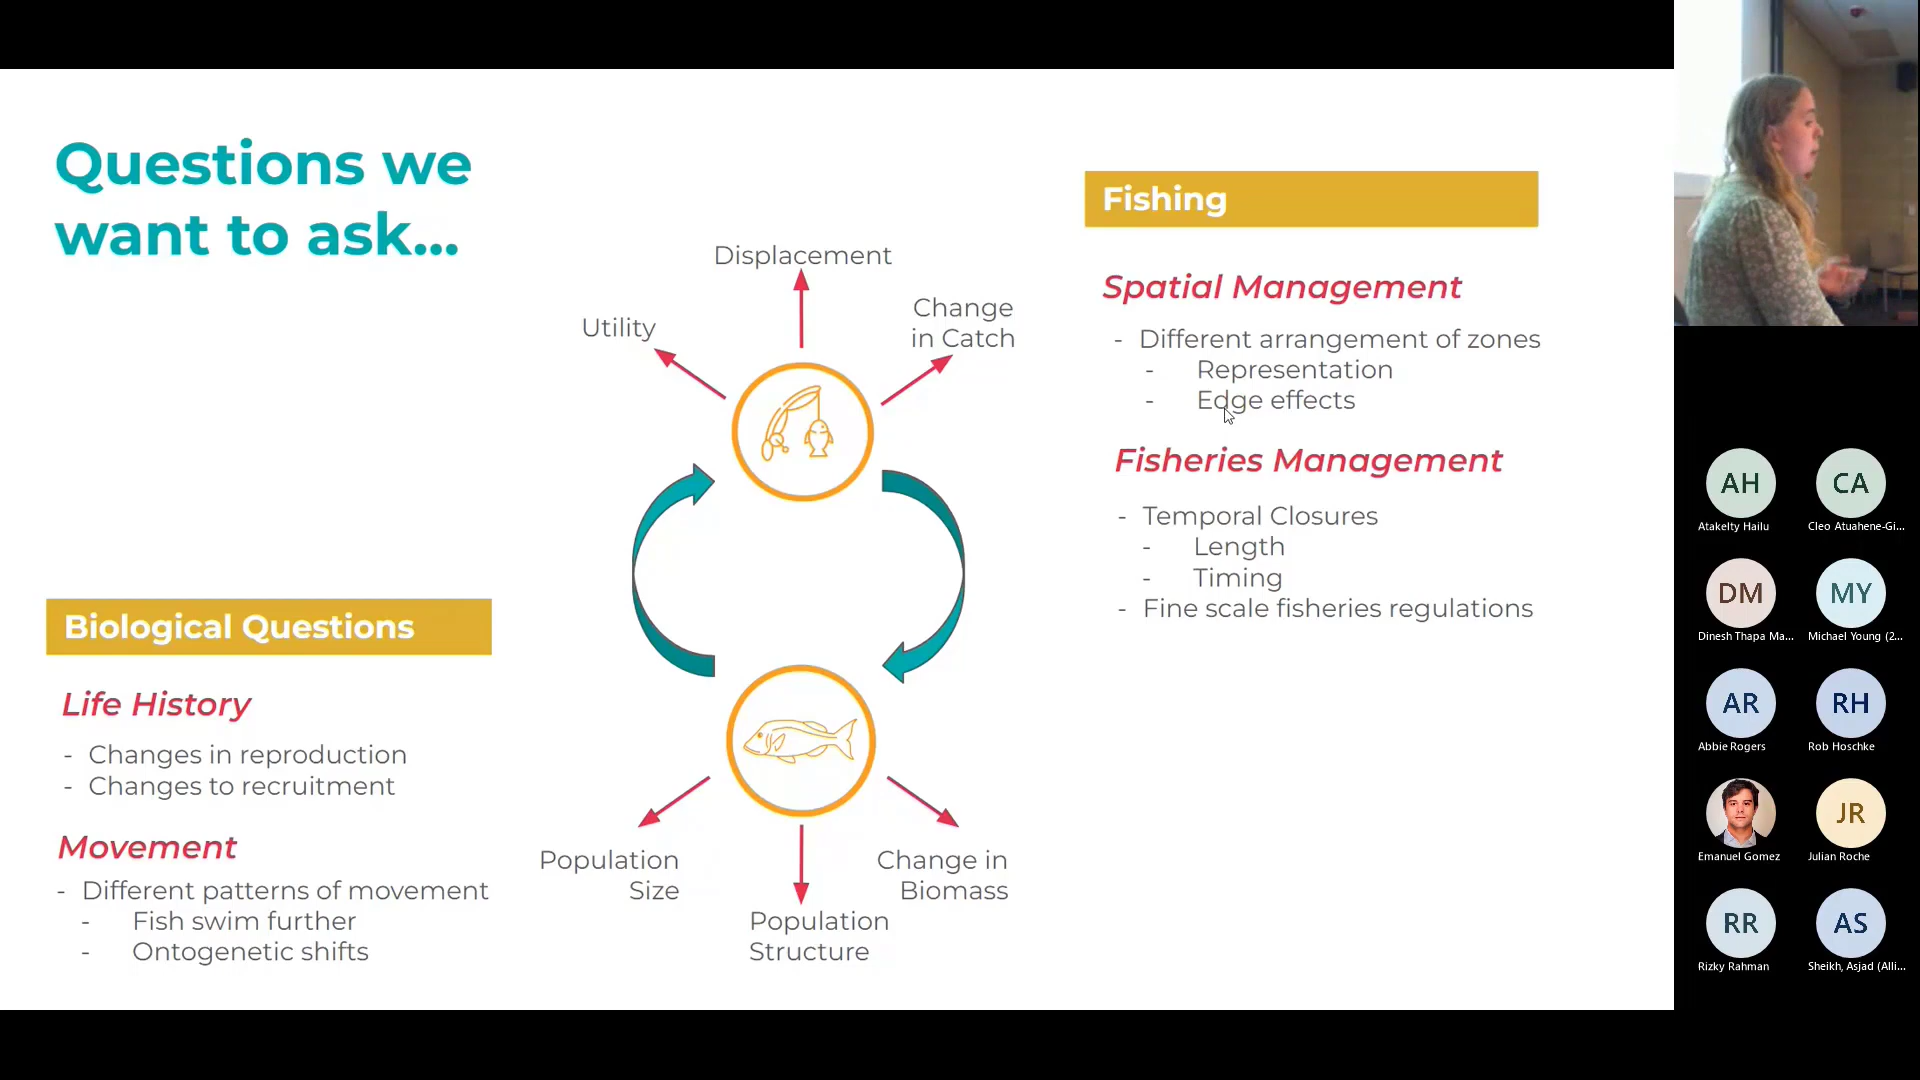 Questions we
want to ask...
Displacement
Utility
Change
in Catch
Fishing
Spatial Management
- Different arrangement of zones
- Representation
- Edge effects
Fisheries Management
- Temporal Closures
- Length
- Timing
- Fine scale fisheries regulations
Biological Questions
Life History
- Changes in reproduction
- Changes to recruitment
Movement
- Different patterns of movement
- Fish swim further
- Ontogenetic shifts
Population
Size
Population
Structure
Change in
Biomass
AH
Atakelty Hailu
CA
Cleo Atuahene-Gi...
DM
Dinesh Thapa Ma...
MY
Michael Young (2...
AR
Abbie Rogers
RH
Rob Hoschke
Emanuel Gomez
JR
Julian Roche
RR
Rizky Rahman
AS
Sheikh, Asjad (Alli...